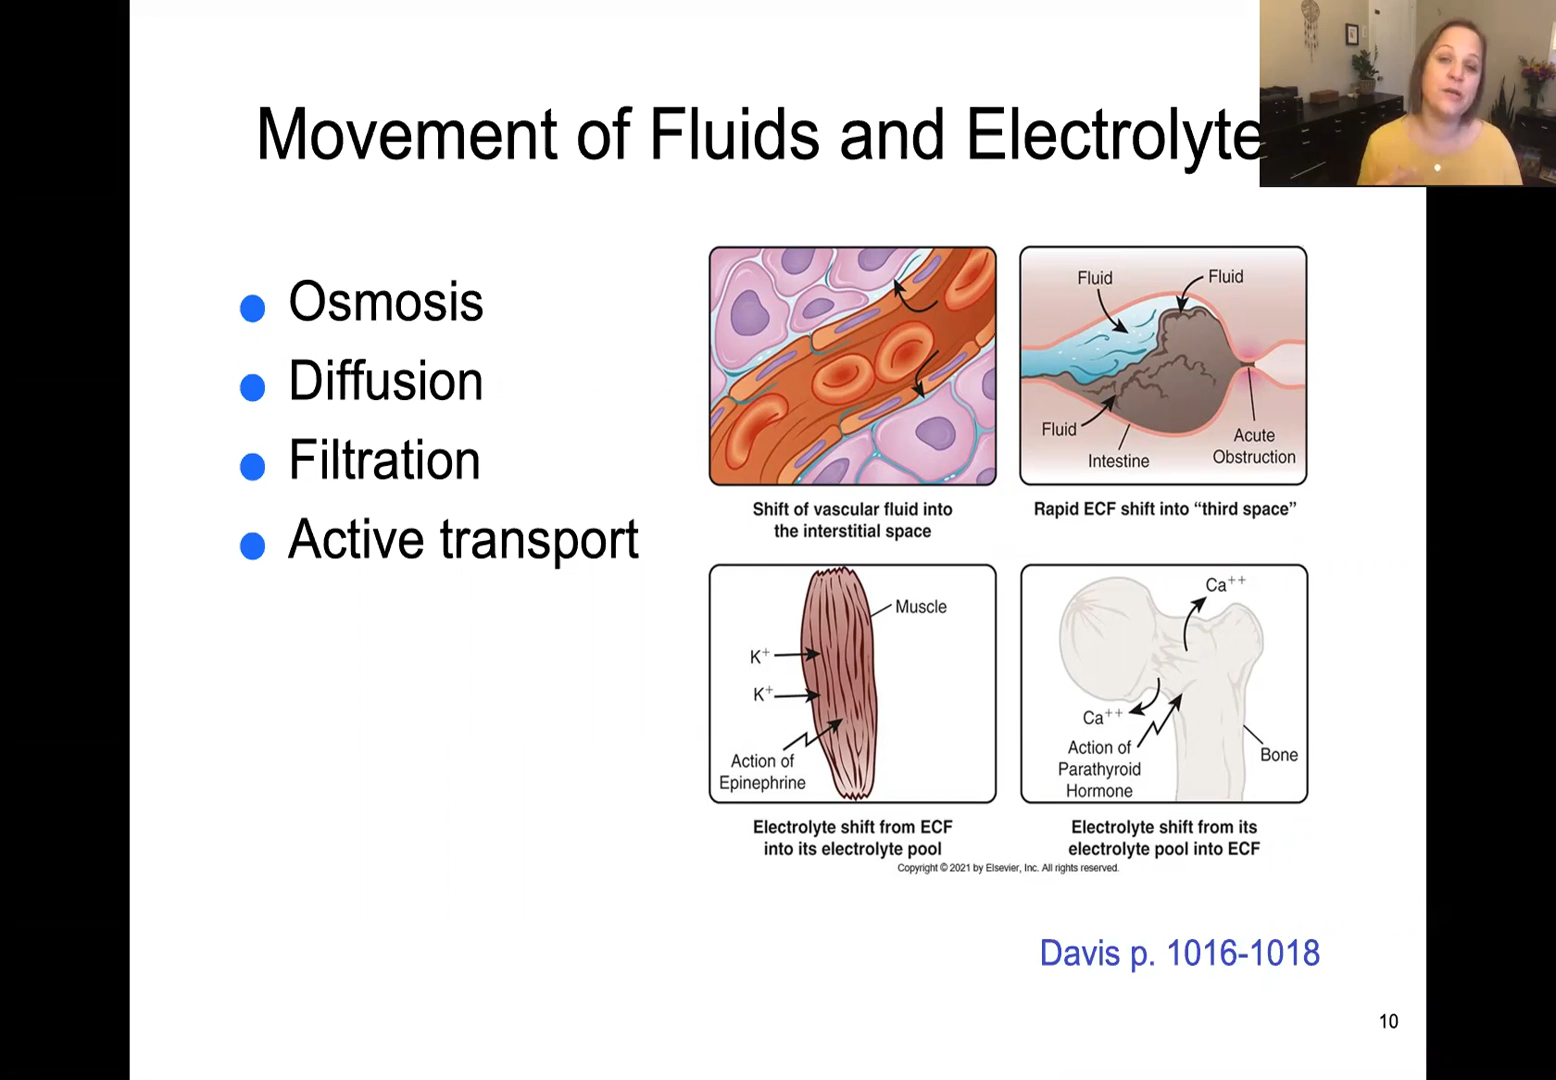 Movement of Fluids and Electrolyte
Osmosis
Diffusion
Filtration
Active transport
Shift of vascular fluid into
the interstitial space
Fluid
Fluid
Fluid
Intestine
Acute
Obstruction
Rapid ECF shift into “third space”
Muscle
K⁺
K⁺
Action of
Epinephrine
Electrolyte shift from ECF
into its electrolyte pool
Ca⁺⁺
Ca⁺⁺
Action of
Parathyroid
Hormone
Bone
Electrolyte shift from its
electrolyte pool into ECF
Copyright © 2021 by Elsevier, Inc. All rights reserved.
Davis p. 1016-1018
10